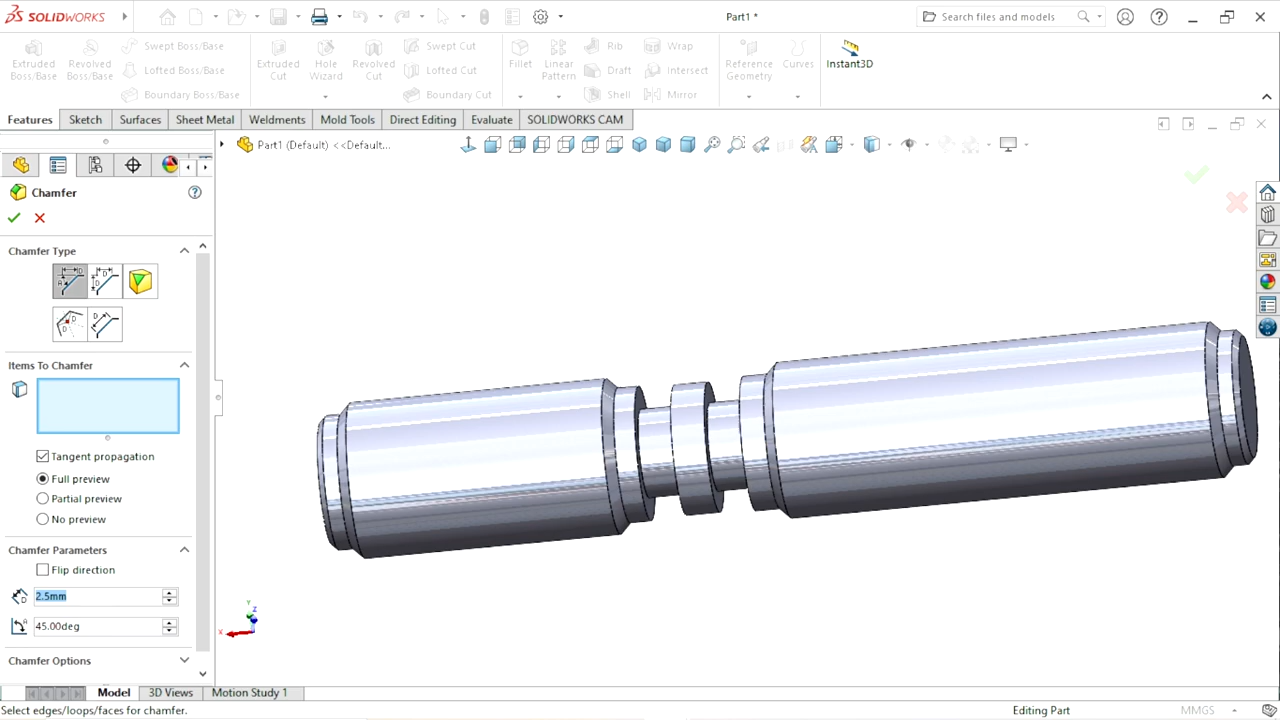 SOLIDWORKS
Part1 *
Search files and models
Extruded Boss/Base
Revolved Boss/Base
Swept Boss/Base
Lofted Boss/Base
Boundary Boss/Base
Extruded Cut
Hole Wizard
Revolved Cut
Swept Cut
Lofted Cut
Boundary Cut
Fillet
Linear Pattern
Rib
Draft
Shell
Wrap
Intersect
Mirror
Reference Geometry
Curves
Instant3D
Features
Sketch
Surfaces
Sheet Metal
Weldments
Mold Tools
Direct Editing
Evaluate
SOLIDWORKS CAM
Part1 (Default) <<Default...
Chamfer
Chamfer Type
Items To Chamfer
Tangent propagation
Full preview
Partial preview
No preview
Chamfer Parameters
Flip direction
2.5mm
45.00deg
Chamfer Options
Y
Z
X
Model
3D Views
Motion Study 1
Select edges/loops/faces for chamfer.
Editing Part
MMGS